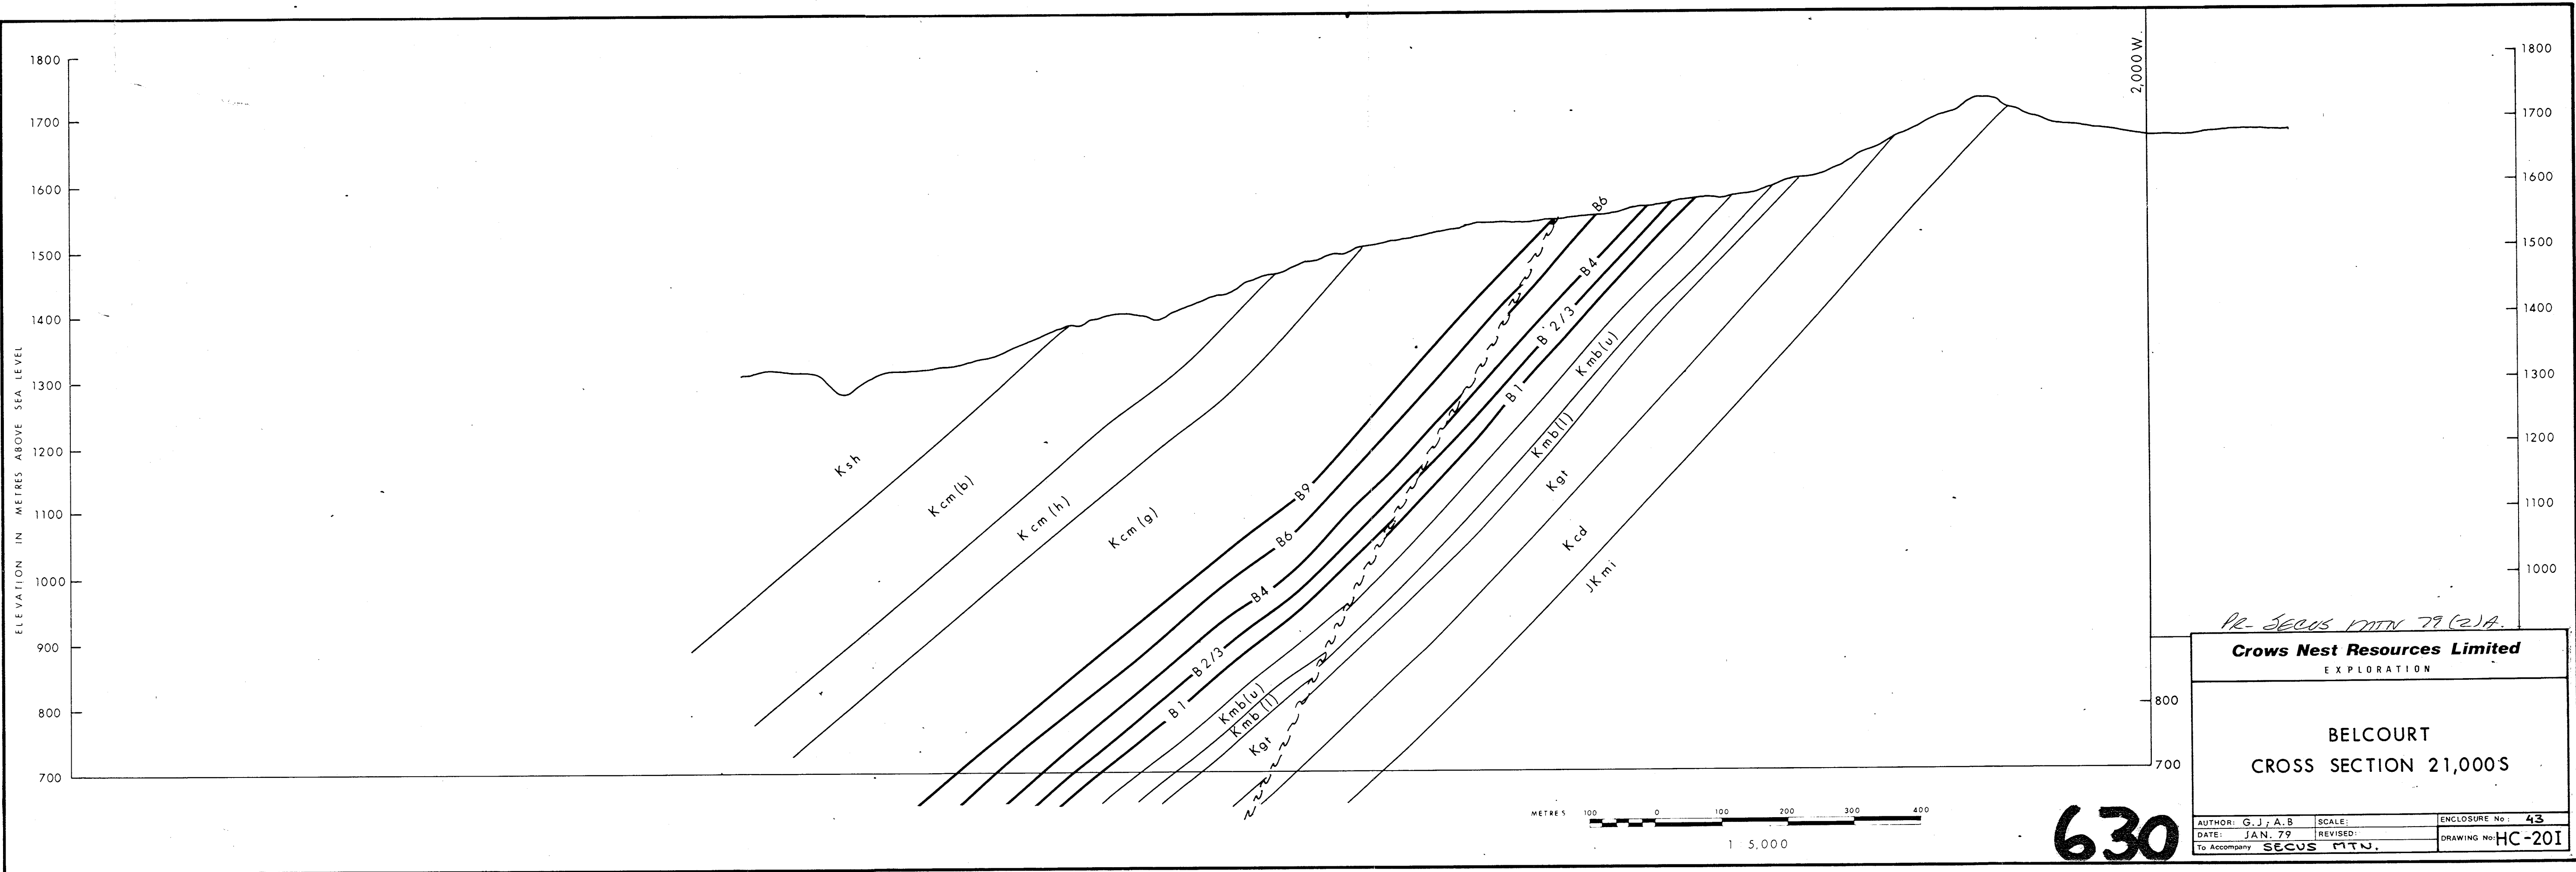 2,000 W.
1800
1700
1600
1500
1400
1300
1200
1100
1000
900
800
700
ELEVATION IN METRES ABOVE SEA LEVEL
1800
1700
1600
1500
1400
1300
1200
1100
1000
800
700
B6
B4
B 2/3
B1
Kmb(u)
Kmb(l)
Kgt
Kcd
JKmi
Ksh
Kcm(b)
Kcm(h)
Kcm(g)
B9
B6
B4
B2/3
B1
Kmb(u)
Kmb(l)
Kgt
METRES 100 0 100 200 300 400
1:5,000
630
PR- SECUS MTN 79(2)A.
Crows Nest Resources Limited
EXPLORATION
BELCOURT
CROSS SECTION 21,000S
AUTHOR: G.J; A.B SCALE: ENCLOSURE No: 43
DATE: JAN. 79 REVISED: DRAWING No: HC-20I
To Accompany SECUS MTN.